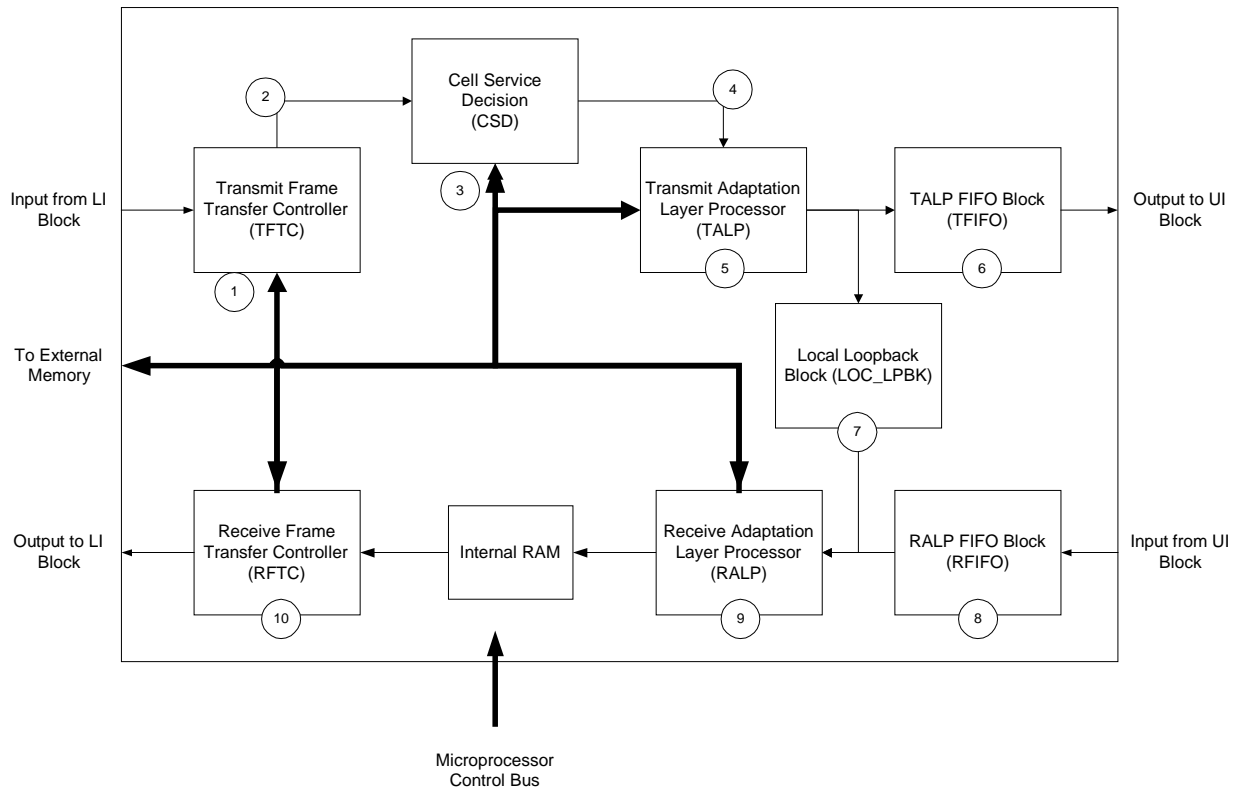 Cell Service
Decision
(CSD)
2
4
3
Input from LI
Block
Transmit Frame
Transfer Controller
(TFTC)
1
Transmit Adaptation
Layer Processor
(TALP)
5
TALP FIFO Block
(TFIFO)
6
Output to UI
Block
To External
Memory
Local Loopback
Block (LOC_LPBK)
7
Output to LI
Block
Receive Frame
Transfer Controller
(RFTC)
10
Internal RAM
Receive Adaptation
Layer Processor
(RALP)
9
RALP FIFO Block
(RFIFO)
8
Input from UI
Block
Microprocessor
Control Bus